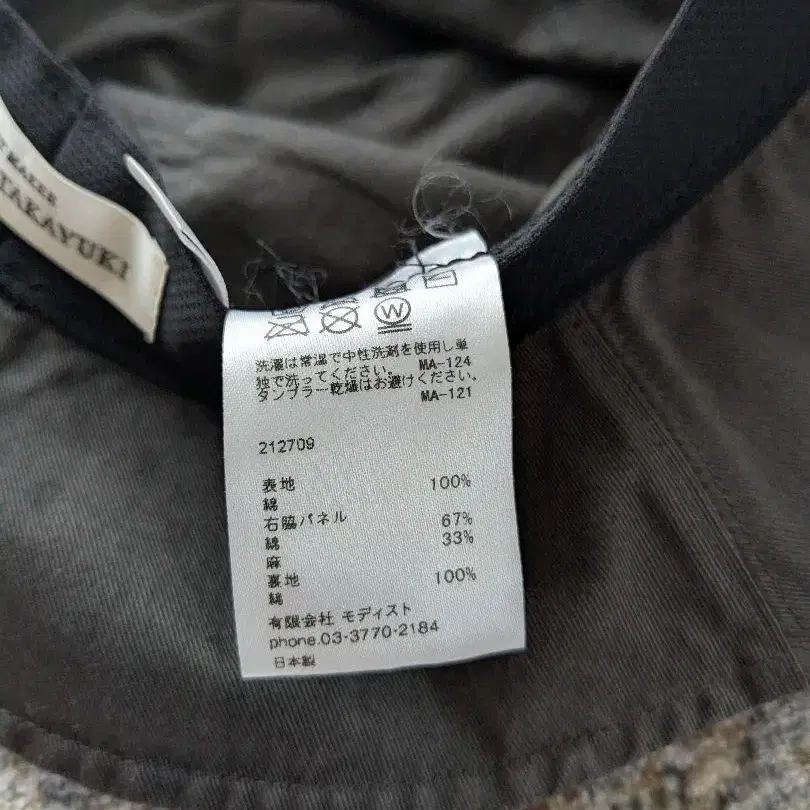 MAKER
TAKAYUKI
W
洗濯は常温で中性洗剤を使用し単
独で洗ってください。 MA-124
タンブラー乾燥はお避けください。
MA-121
212709
表地 100%
綿
右脇パネル 67%
綿 33%
麻
裏地 100%
綿
有限会社 モディスト
phone.03-3770-2184
日本製